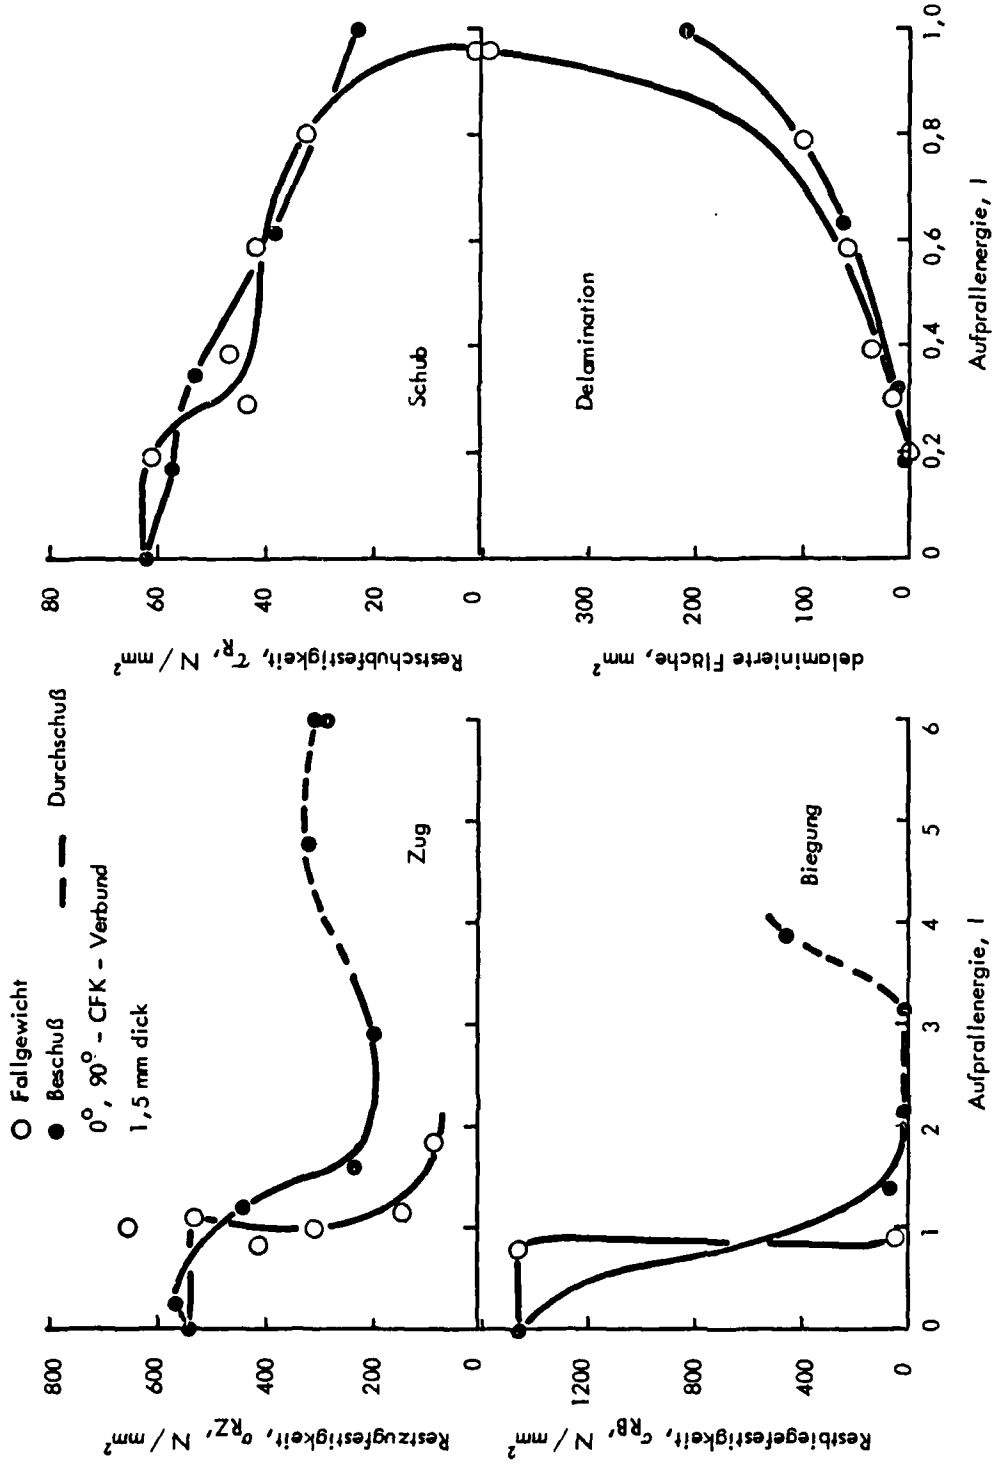 ○ Fallgewicht
● Beschuß
— — Durchschuß
0°, 90° - CFK - Verbund
1,5 mm dick
Restzugfestigkeit, σRZ, N/mm²
800
600
400
200
0
Zug
Restbiegefestigkeit, σRB, N/mm²
1200
800
400
0
Biegung
0 1 2 3 4 5 6
Aufprallenergie, J
Restschubfestigkeit, τR, N/mm²
80
60
40
20
0
Schub
delaminierte Fläche, mm²
300
200
100
0
Delamination
0 0,2 0,4 0,6 0,8 1,0
Aufprallenergie, J